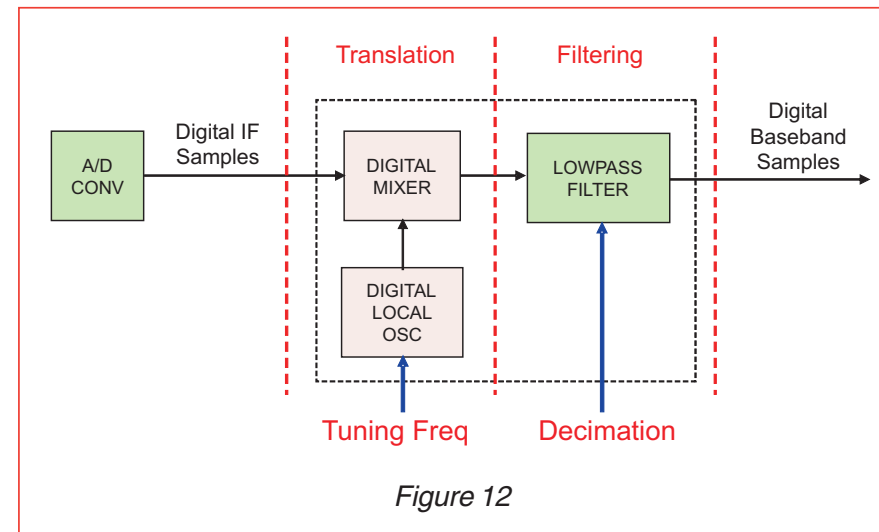 Translation
Filtering
A/D
CONV
Digital IF
Samples
DIGITAL
MIXER
LOWPASS
FILTER
Digital
Baseband
Samples
DIGITAL
LOCAL
OSC
Tuning Freq
Decimation
Figure 12